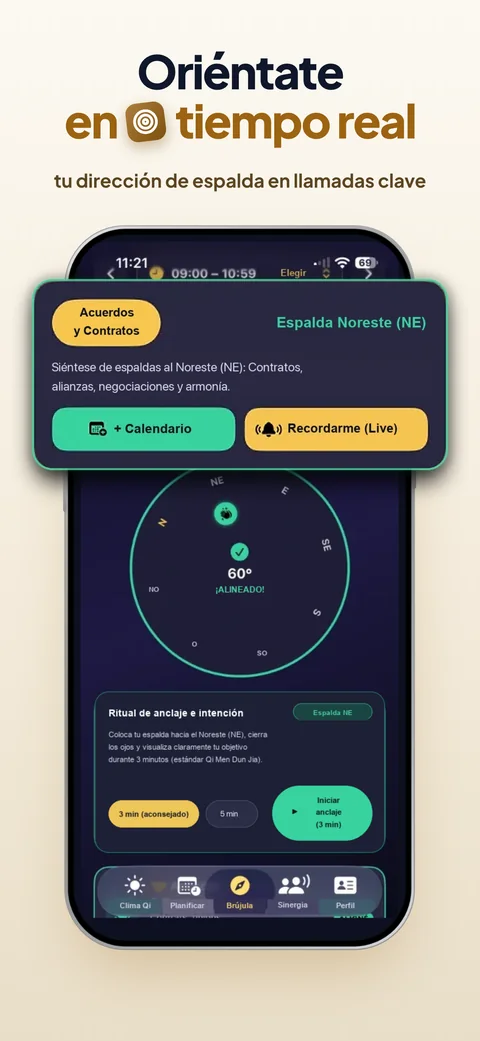 Oriéntate
en tiempo real
tu dirección de espalda en llamadas clave
11:21
69
09:00 – 10:59
Elegir
Acuerdos
y Contratos
Espalda Noreste (NE)
Siéntese de espaldas al Noreste (NE): Contratos,
alianzas, negociaciones y armonía.
+ Calendario
Recordarme (Live)
NE
E
N
SE
60°
¡ALINEADO!
NO
S
O
SO
Ritual de anclaje e intención
Espalda NE
Coloca tu espalda hacia el Noreste (NE), cierra
los ojos y visualiza claramente tu objetivo
durante 3 minutos (estándar Qi Men Dun Jia).
3 min (aconsejado)
5 min
Iniciar
anclaje
(3 min)
Clima Qi
Planificar
Brújula
Sinergia
Perfil